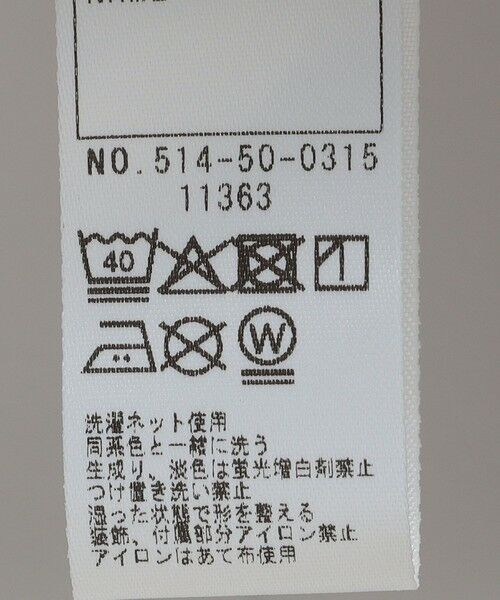 NO. 514-50-0315
11363
40
W
洗濯ネット使用
同系色と一緒に洗う
生成り、淡色は蛍光増白剤禁止
つけ置き洗い禁止
湿った状態で形を整える
装飾、付属部分アイロン禁止
アイロンはあて布使用